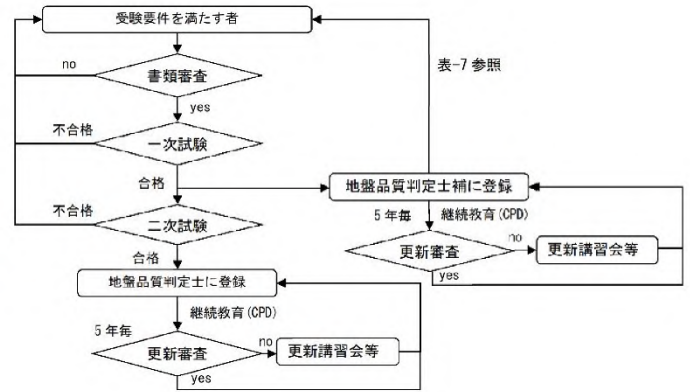 受験要件を満たす者
no
書類審査
表-7 参照
yes
不合格
一次試験
合格
地盤品質判定士補に登録
5年毎
継続教育(CPD)
不合格
二次試験
更新審査
no
更新講習会等
合格
yes
地盤品質判定士に登録
継続教育(CPD)
5年毎
更新審査
no
更新講習会等
yes